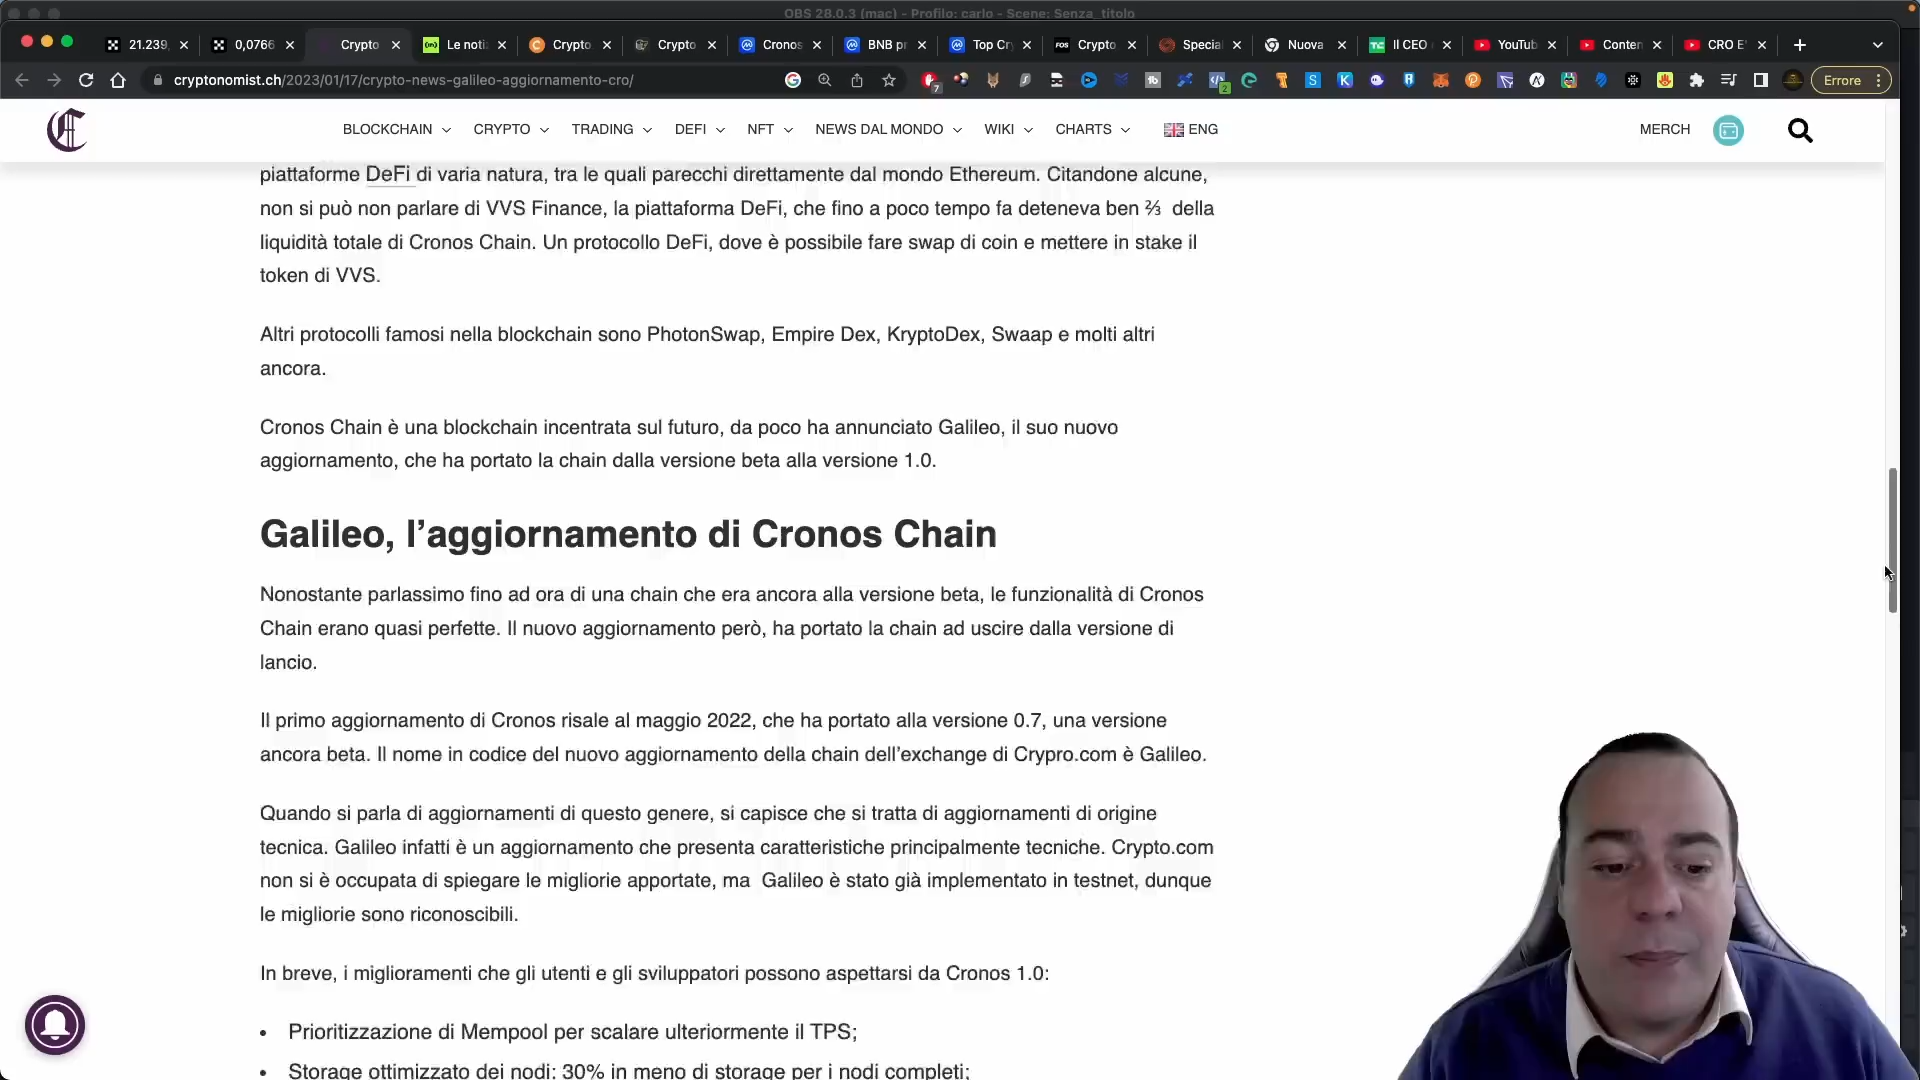 OBS 28.0.3 (mac) - Profilo: carlo - Scene: Senza_titolo
21.239
0,0766
Crypto
Le noti
Crypto
Crypto
Cronos
BNB pr
Top Cr
Crypto
Special
Nuova
Il CEO
YouTub
Conten
CRO E
cryptonomist.ch/2023/01/17/crypto-news-galileo-aggiornamento-cro/
Errore
BLOCKCHAIN
CRYPTO
TRADING
DEFI
NFT
NEWS DAL MONDO
WIKI
CHARTS
ENG
MERCH
piattaforme DeFi di varia natura, tra le quali parecchi direttamente dal mondo Ethereum. Citandone alcune,
non si può non parlare di VVS Finance, la piattaforma DeFi, che fino a poco tempo fa deteneva ben ⅔ della
liquidità totale di Cronos Chain. Un protocollo DeFi, dove è possibile fare swap di coin e mettere in stake il
token di VVS.
Altri protocolli famosi nella blockchain sono PhotonSwap, Empire Dex, KryptoDex, Swaap e molti altri
ancora.
Cronos Chain è una blockchain incentrata sul futuro, da poco ha annunciato Galileo, il suo nuovo
aggiornamento, che ha portato la chain dalla versione beta alla versione 1.0.
Galileo, l’aggiornamento di Cronos Chain
Nonostante parlassimo fino ad ora di una chain che era ancora alla versione beta, le funzionalità di Cronos
Chain erano quasi perfette. Il nuovo aggiornamento però, ha portato la chain ad uscire dalla versione di
lancio.
Il primo aggiornamento di Cronos risale al maggio 2022, che ha portato alla versione 0.7, una versione
ancora beta. Il nome in codice del nuovo aggiornamento della chain dell’exchange di Crypro.com è Galileo.
Quando si parla di aggiornamenti di questo genere, si capisce che si tratta di aggiornamenti di origine
tecnica. Galileo infatti è un aggiornamento che presenta caratteristiche principalmente tecniche. Crypto.com
non si è occupata di spiegare le migliorie apportate, ma Galileo è stato già implementato in testnet, dunque
le migliorie sono riconoscibili.
In breve, i miglioramenti che gli utenti e gli sviluppatori possono aspettarsi da Cronos 1.0:
• Prioritizzazione di Mempool per scalare ulteriormente il TPS;
• Storage ottimizzato dei nodi: 30% in meno di storage per i nodi completi;